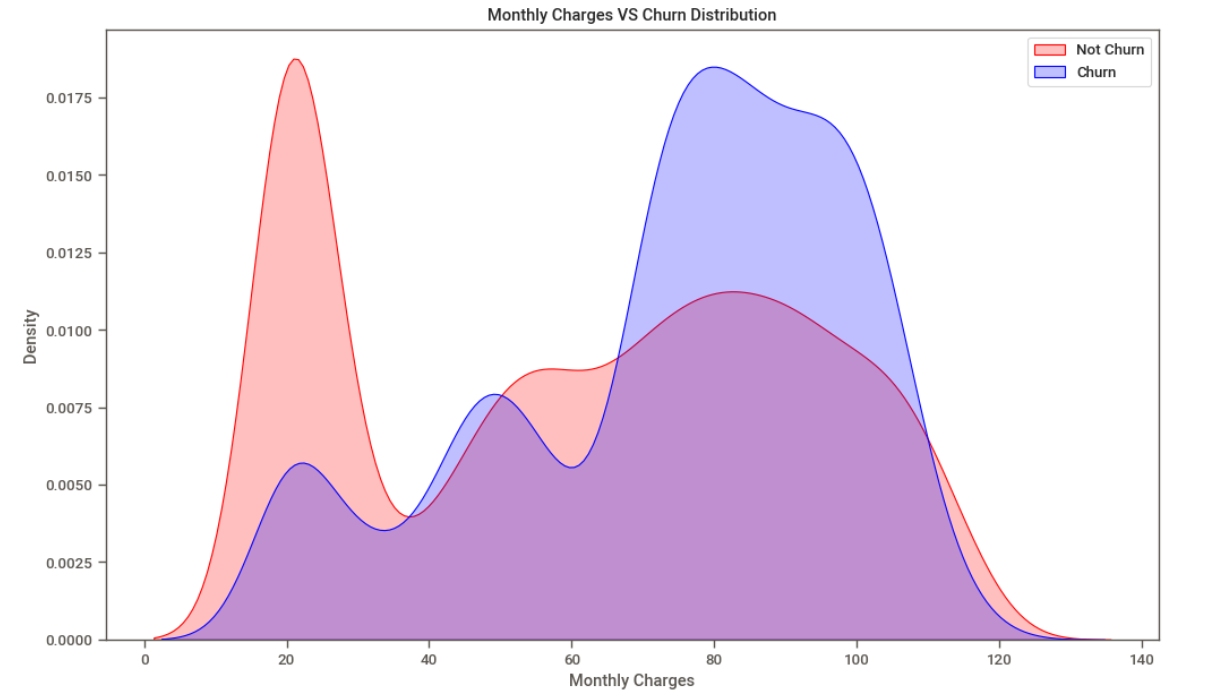 Monthly Charges VS Churn Distribution
Not Churn
Churn
0.0175
0.0150
0.0125
0.0100
0.0075
0.0050
0.0025
0.0000
Density
0 20 40 60 80 100 120 140
Monthly Charges